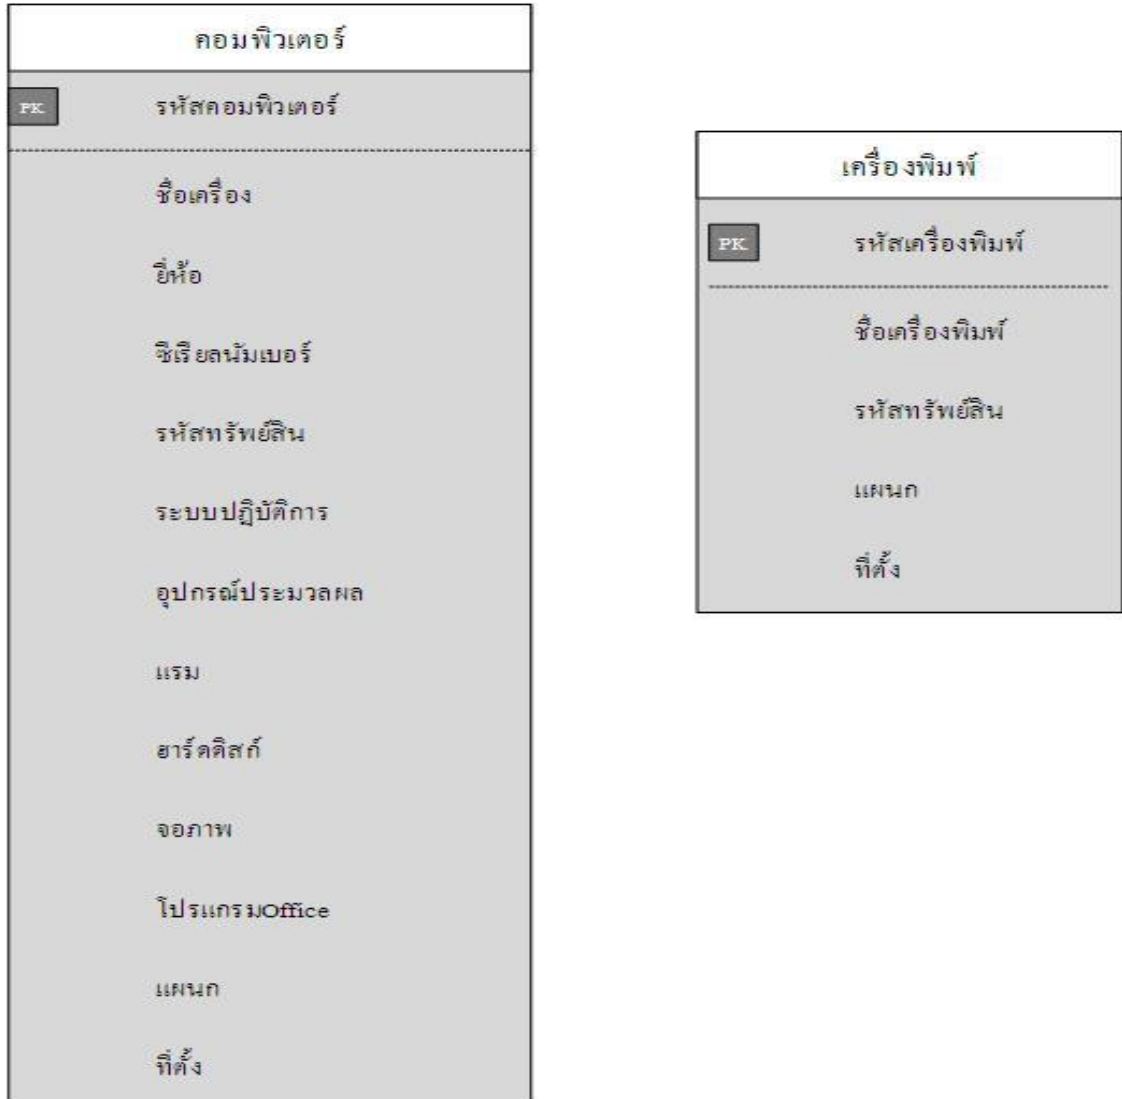 คอมพิวเตอร์
PK รหัสคอมพิวเตอร์
ชื่อเครื่อง
ยี่ห้อ
ซีเรียลนัมเบอร์
รหัสทรัพย์สิน
ระบบปฏิบัติการ
อุปกรณ์ประมวลผล
แรม
ฮาร์ดดิสก์
จอภาพ
โปรแกรมOffice
แผนก
ที่ตั้ง
เครื่องพิมพ์
PK รหัสเครื่องพิมพ์
ชื่อเครื่องพิมพ์
รหัสทรัพย์สิน
แผนก
ที่ตั้ง